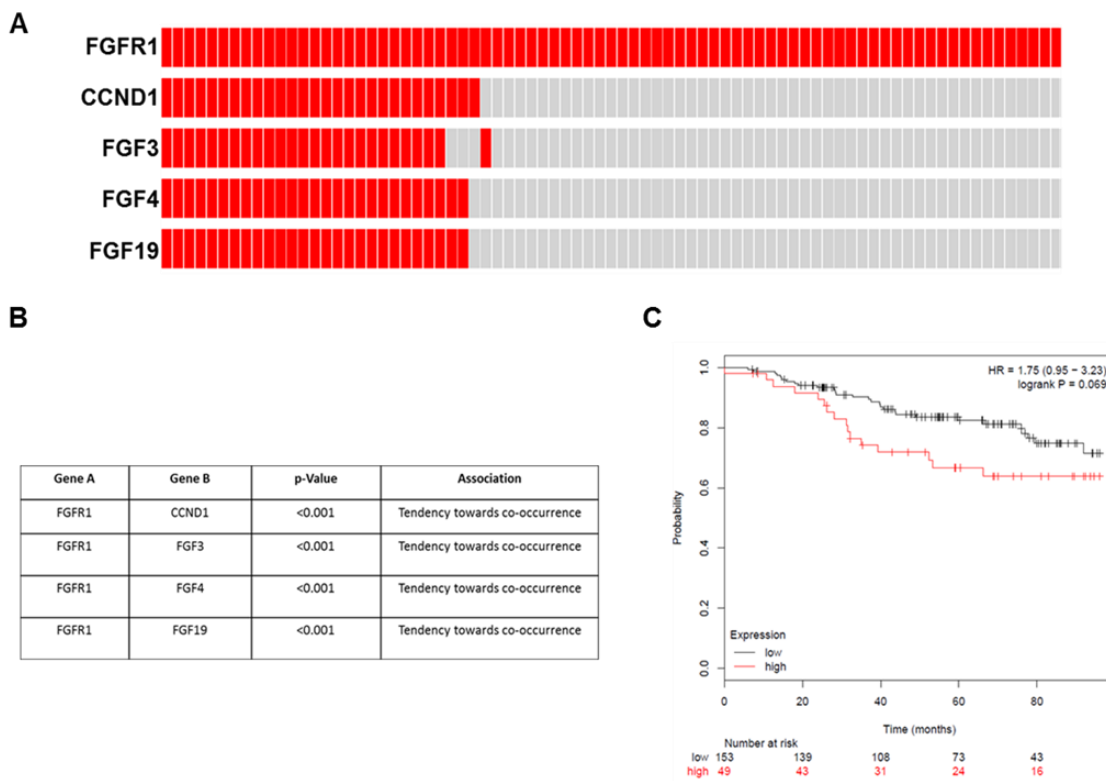 A
FGFR1
CCND1
FGF3
FGF4
FGF19
B
Gene A Gene B p-Value Association
FGFR1 CCND1 <0.001 Tendency towards co-occurrence
FGFR1 FGF3 <0.001 Tendency towards co-occurrence
FGFR1 FGF4 <0.001 Tendency towards co-occurrence
FGFR1 FGF19 <0.001 Tendency towards co-occurrence
C
HR = 1.75 (0.95 − 3.23)
logrank P = 0.069
Probability
1.0
0.8
0.6
0.4
0.2
0.0
Expression
low
high
0 20 40 60 80
Time (months)
Number at risk
low 153 139 108 73 43
high 49 43 31 24 16